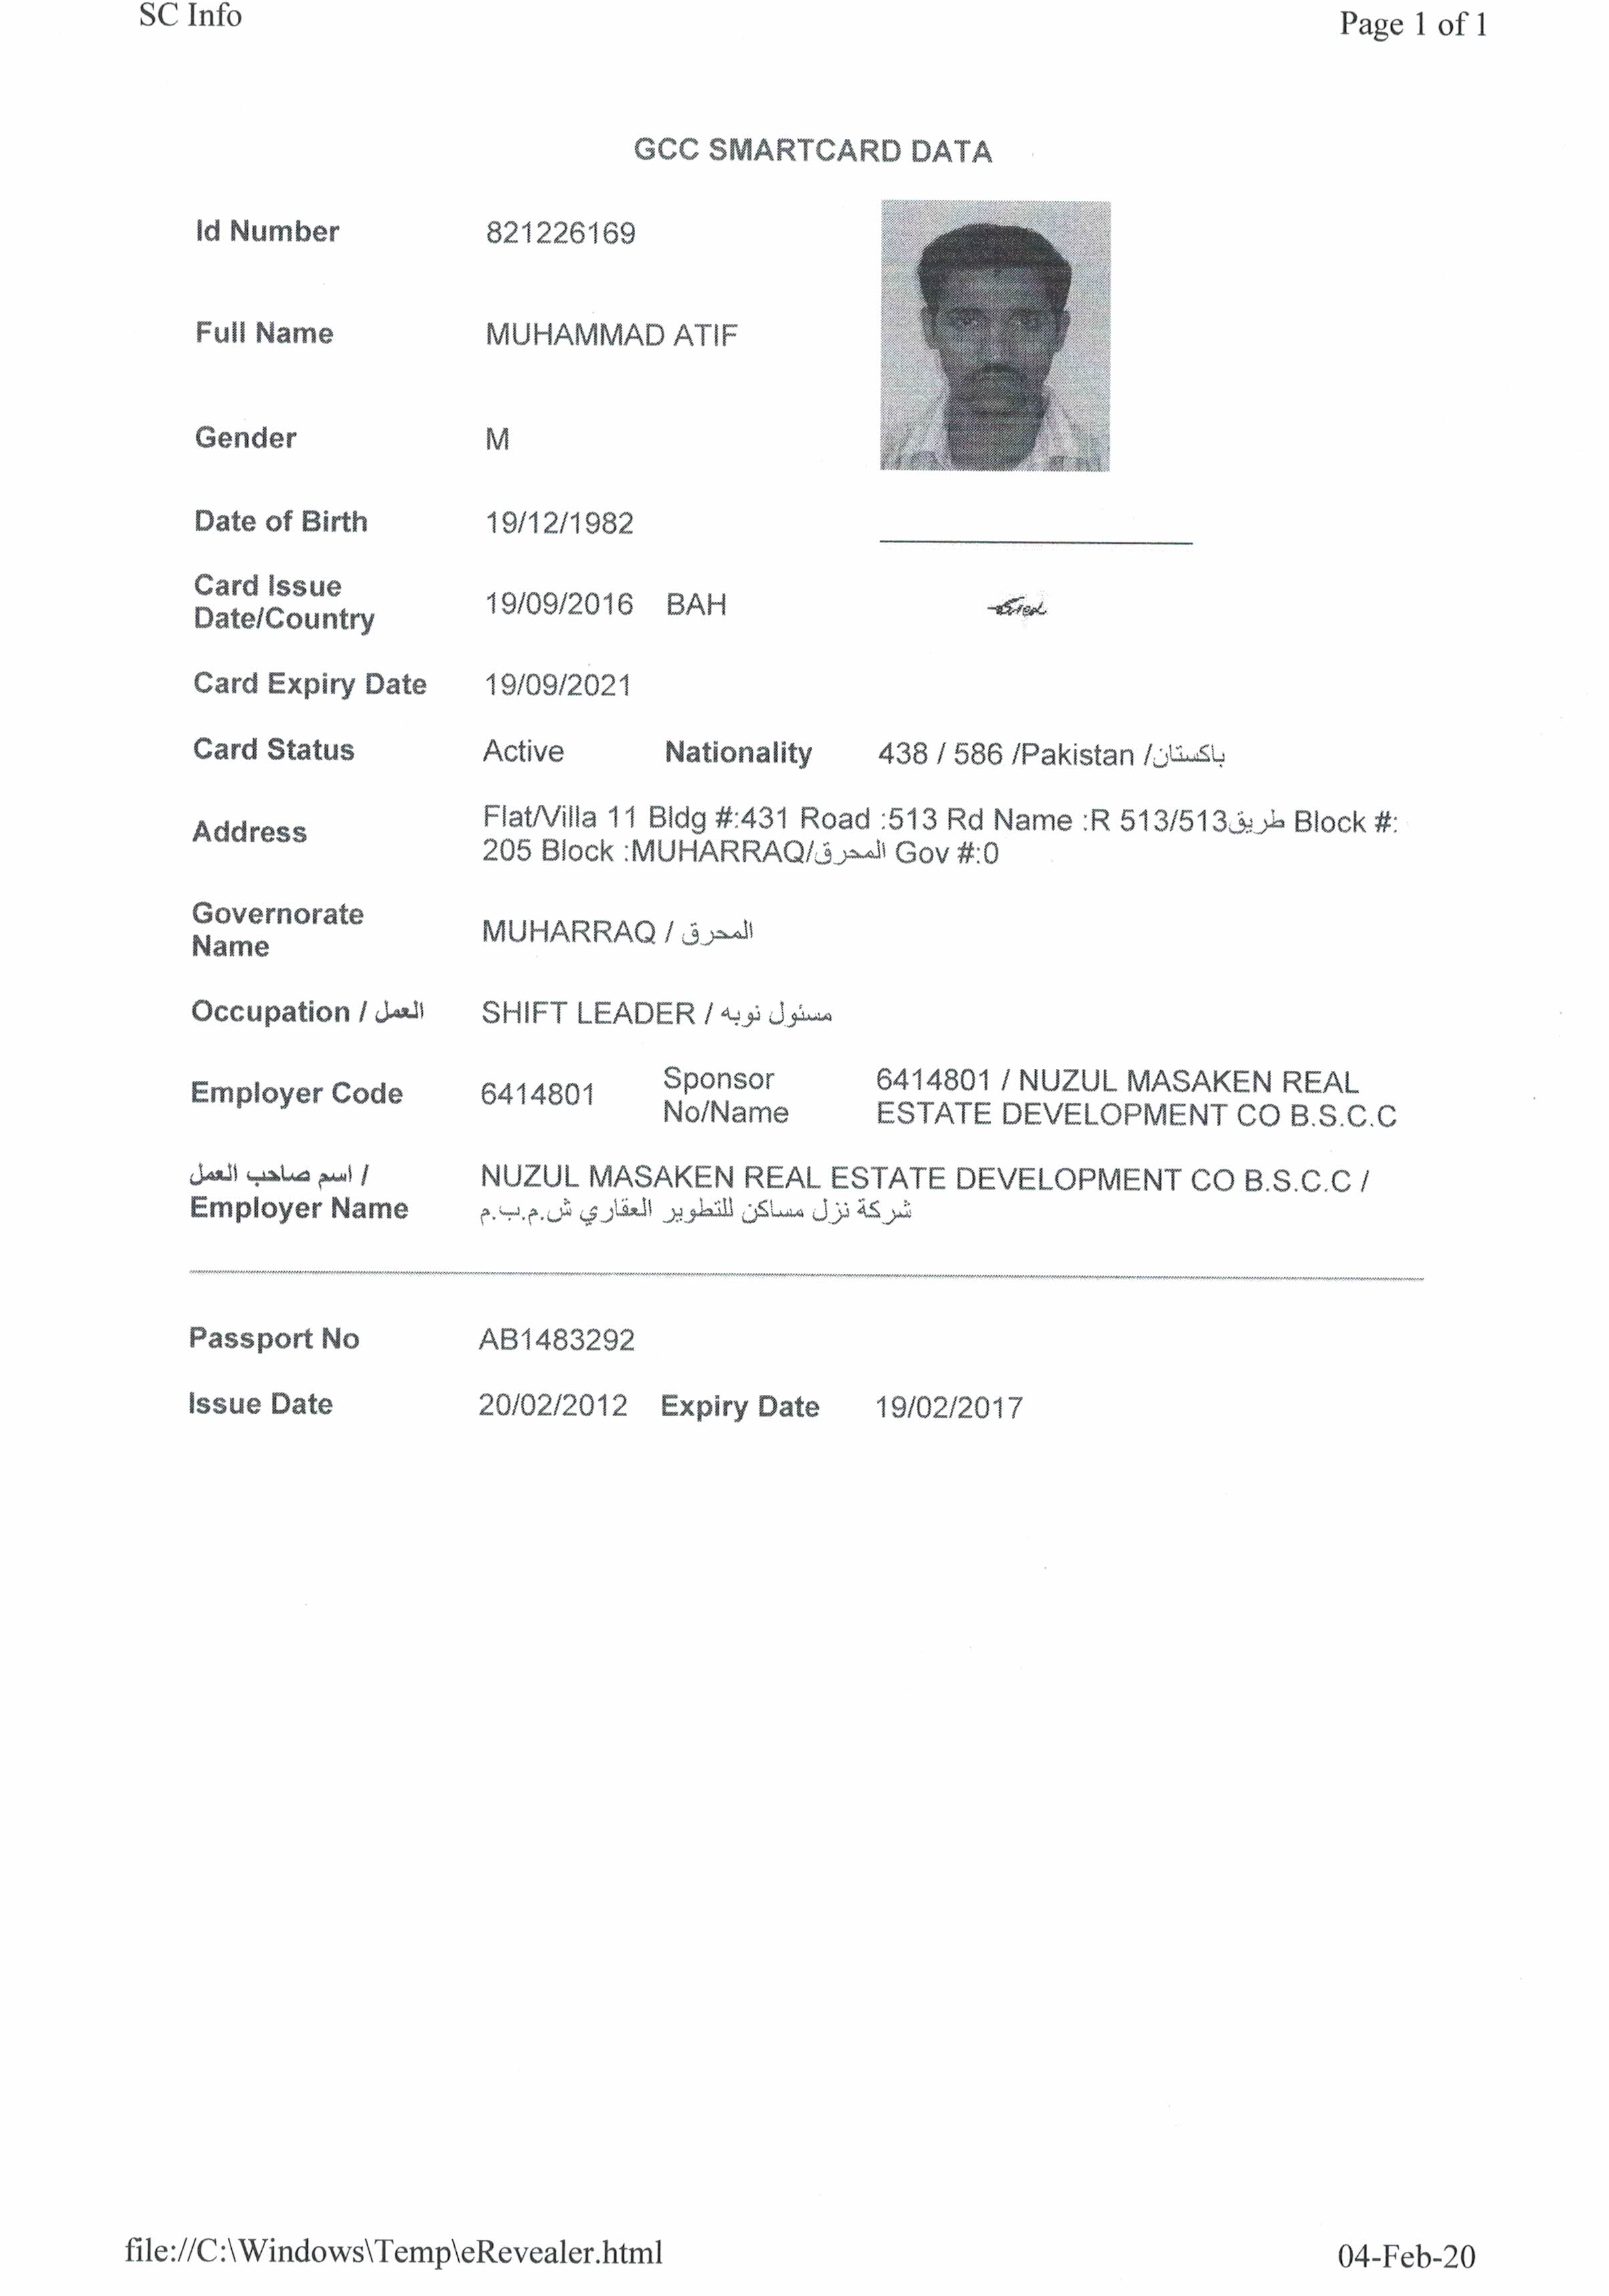 SC Info
Page 1 of 1
GCC SMARTCARD DATA
Id Number 821226169
Full Name MUHAMMAD ATIF
Gender M
Date of Birth 19/12/1982
Card Issue
Date/Country 19/09/2016 BAH
Card Expiry Date 19/09/2021
Card Status Active Nationality 438 / 586 /Pakistan /باكستان
Address Flat/Villa 11 Bldg #:431 Road :513 Rd Name :R 513/513طريق Block #:
205 Block :MUHARRAQ/المحرق Gov #:0
Governorate
Name MUHARRAQ / المحرق
Occupation / العمل SHIFT LEADER / مسئول نوبه
Employer Code 6414801 Sponsor
No/Name 6414801 / NUZUL MASAKEN REAL
ESTATE DEVELOPMENT CO B.S.C.C
اسم صاحب العمل /
Employer Name NUZUL MASAKEN REAL ESTATE DEVELOPMENT CO B.S.C.C /
شركة نزل مساكن للتطوير العقاري ش.م.ب.م
Passport No AB1483292
Issue Date 20/02/2012 Expiry Date 19/02/2017
file://C:\Windows\Temp\eRevealer.html
04-Feb-20